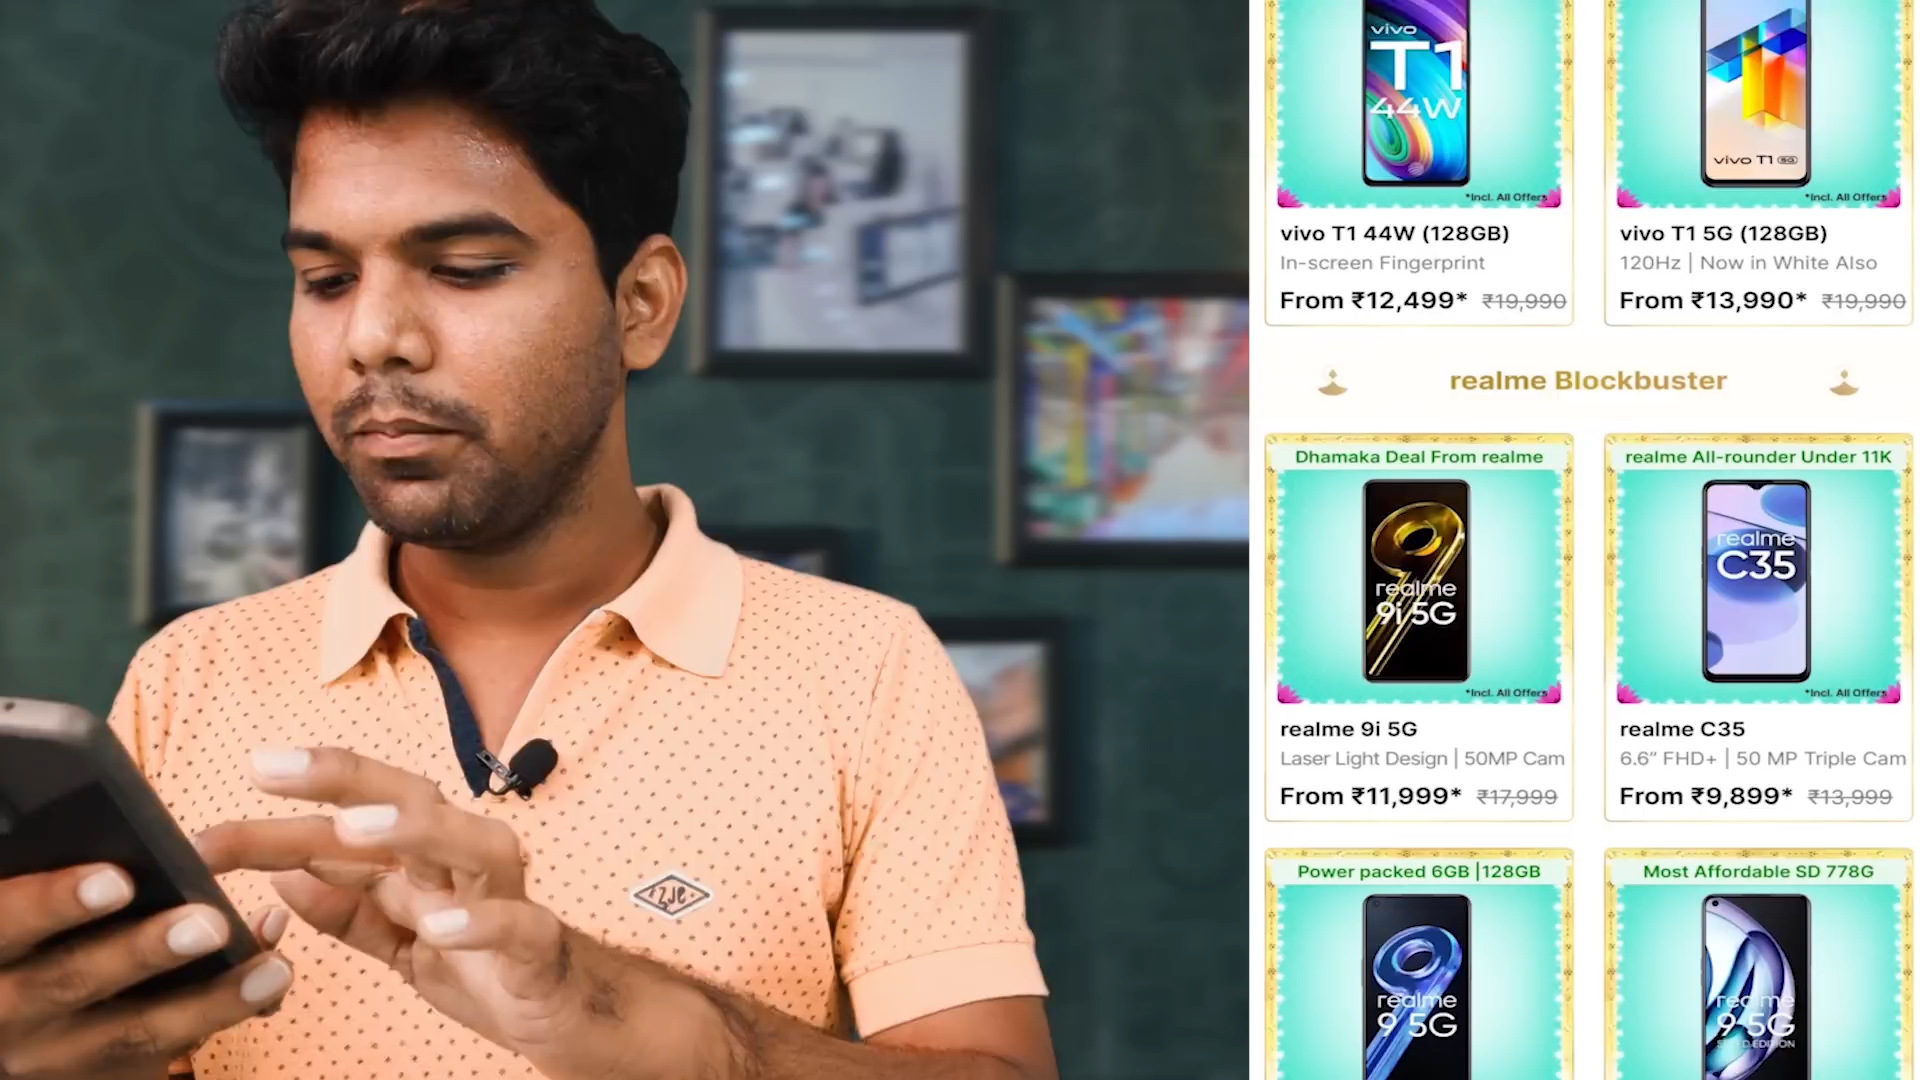 vivo
T1
44W
*Incl. All Offers
vivo T1 44W (128GB)
In-screen Fingerprint
From ₹12,499* ₹19,990
vivo T1 5G
*Incl. All Offers
vivo T1 5G (128GB)
120Hz | Now in White Also
From ₹13,990* ₹19,990
realme Blockbuster
Dhamaka Deal From realme
realme
9i 5G
*Incl. All Offers
realme 9i 5G
Laser Light Design | 50MP Cam
From ₹11,999* ₹17,999
realme All-rounder Under 11K
realme
C35
*Incl. All Offers
realme C35
6.6” FHD+ | 50 MP Triple Cam
From ₹9,899* ₹13,999
Power packed 6GB |128GB
realme
9 5G
Most Affordable SD 778G
realme
9 5G